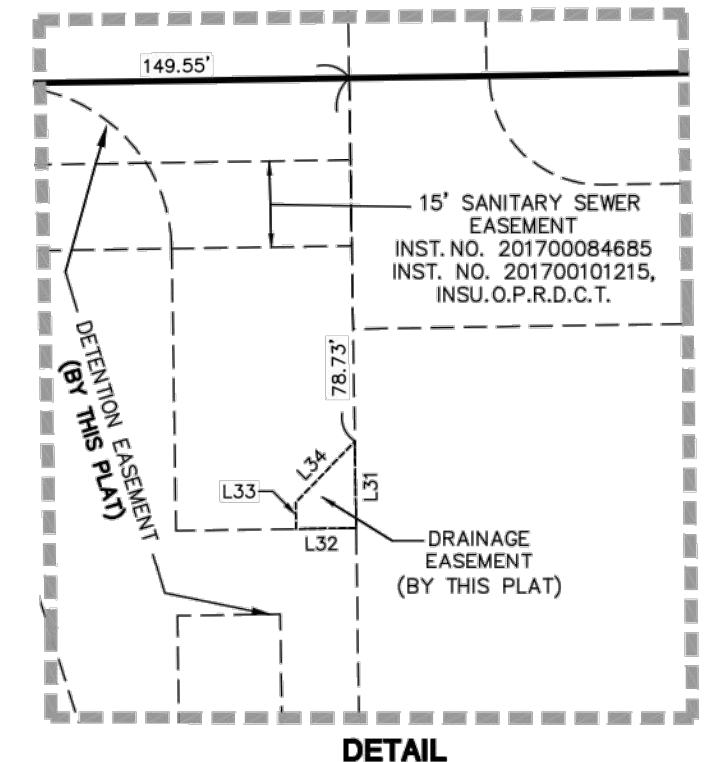 149.55'
15' SANITARY SEWER
EASEMENT
INST. NO. 201700084685
INST. NO. 201700101215,
INSU.O.P.R.D.C.T.
78.73'
DETENTION EASEMENT
(BY THIS PLAT)
L34
L33
L31
L32
DRAINAGE
EASEMENT
(BY THIS PLAT)
DETAIL